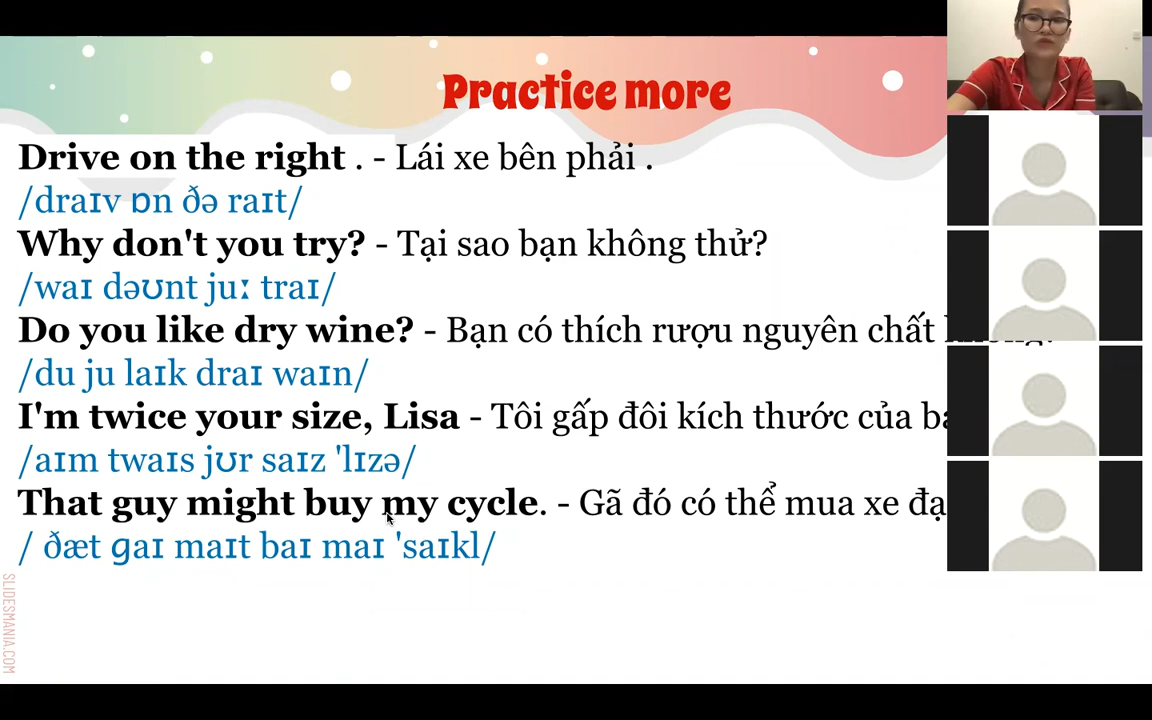 Practice more
Drive on the right . - Lái xe bên phải .
/draɪv ɒn ðə raɪt/
Why don't you try? - Tại sao bạn không thử?
/waɪ dəʊnt juː traɪ/
Do you like dry wine? - Bạn có thích rượu nguyên chất
/du ju laɪk draɪ waɪn/
I'm twice your size, Lisa - Tôi gấp đôi kích thước của
/aɪm twaɪs jʊr saɪz 'lɪzə/
That guy might buy my cycle. - Gã đó có thể mua xe
/ ðæt ɡaɪ maɪt baɪ maɪ 'saɪkl/
SLIDESMANIA.COM